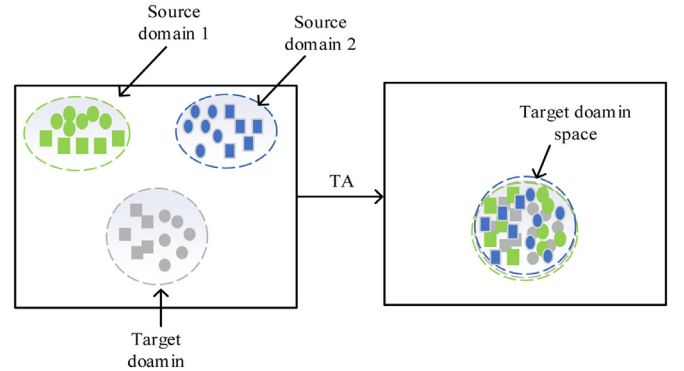 Source
domain 1
Source
domain 2
Target
doamin
TA
Target doamin
space